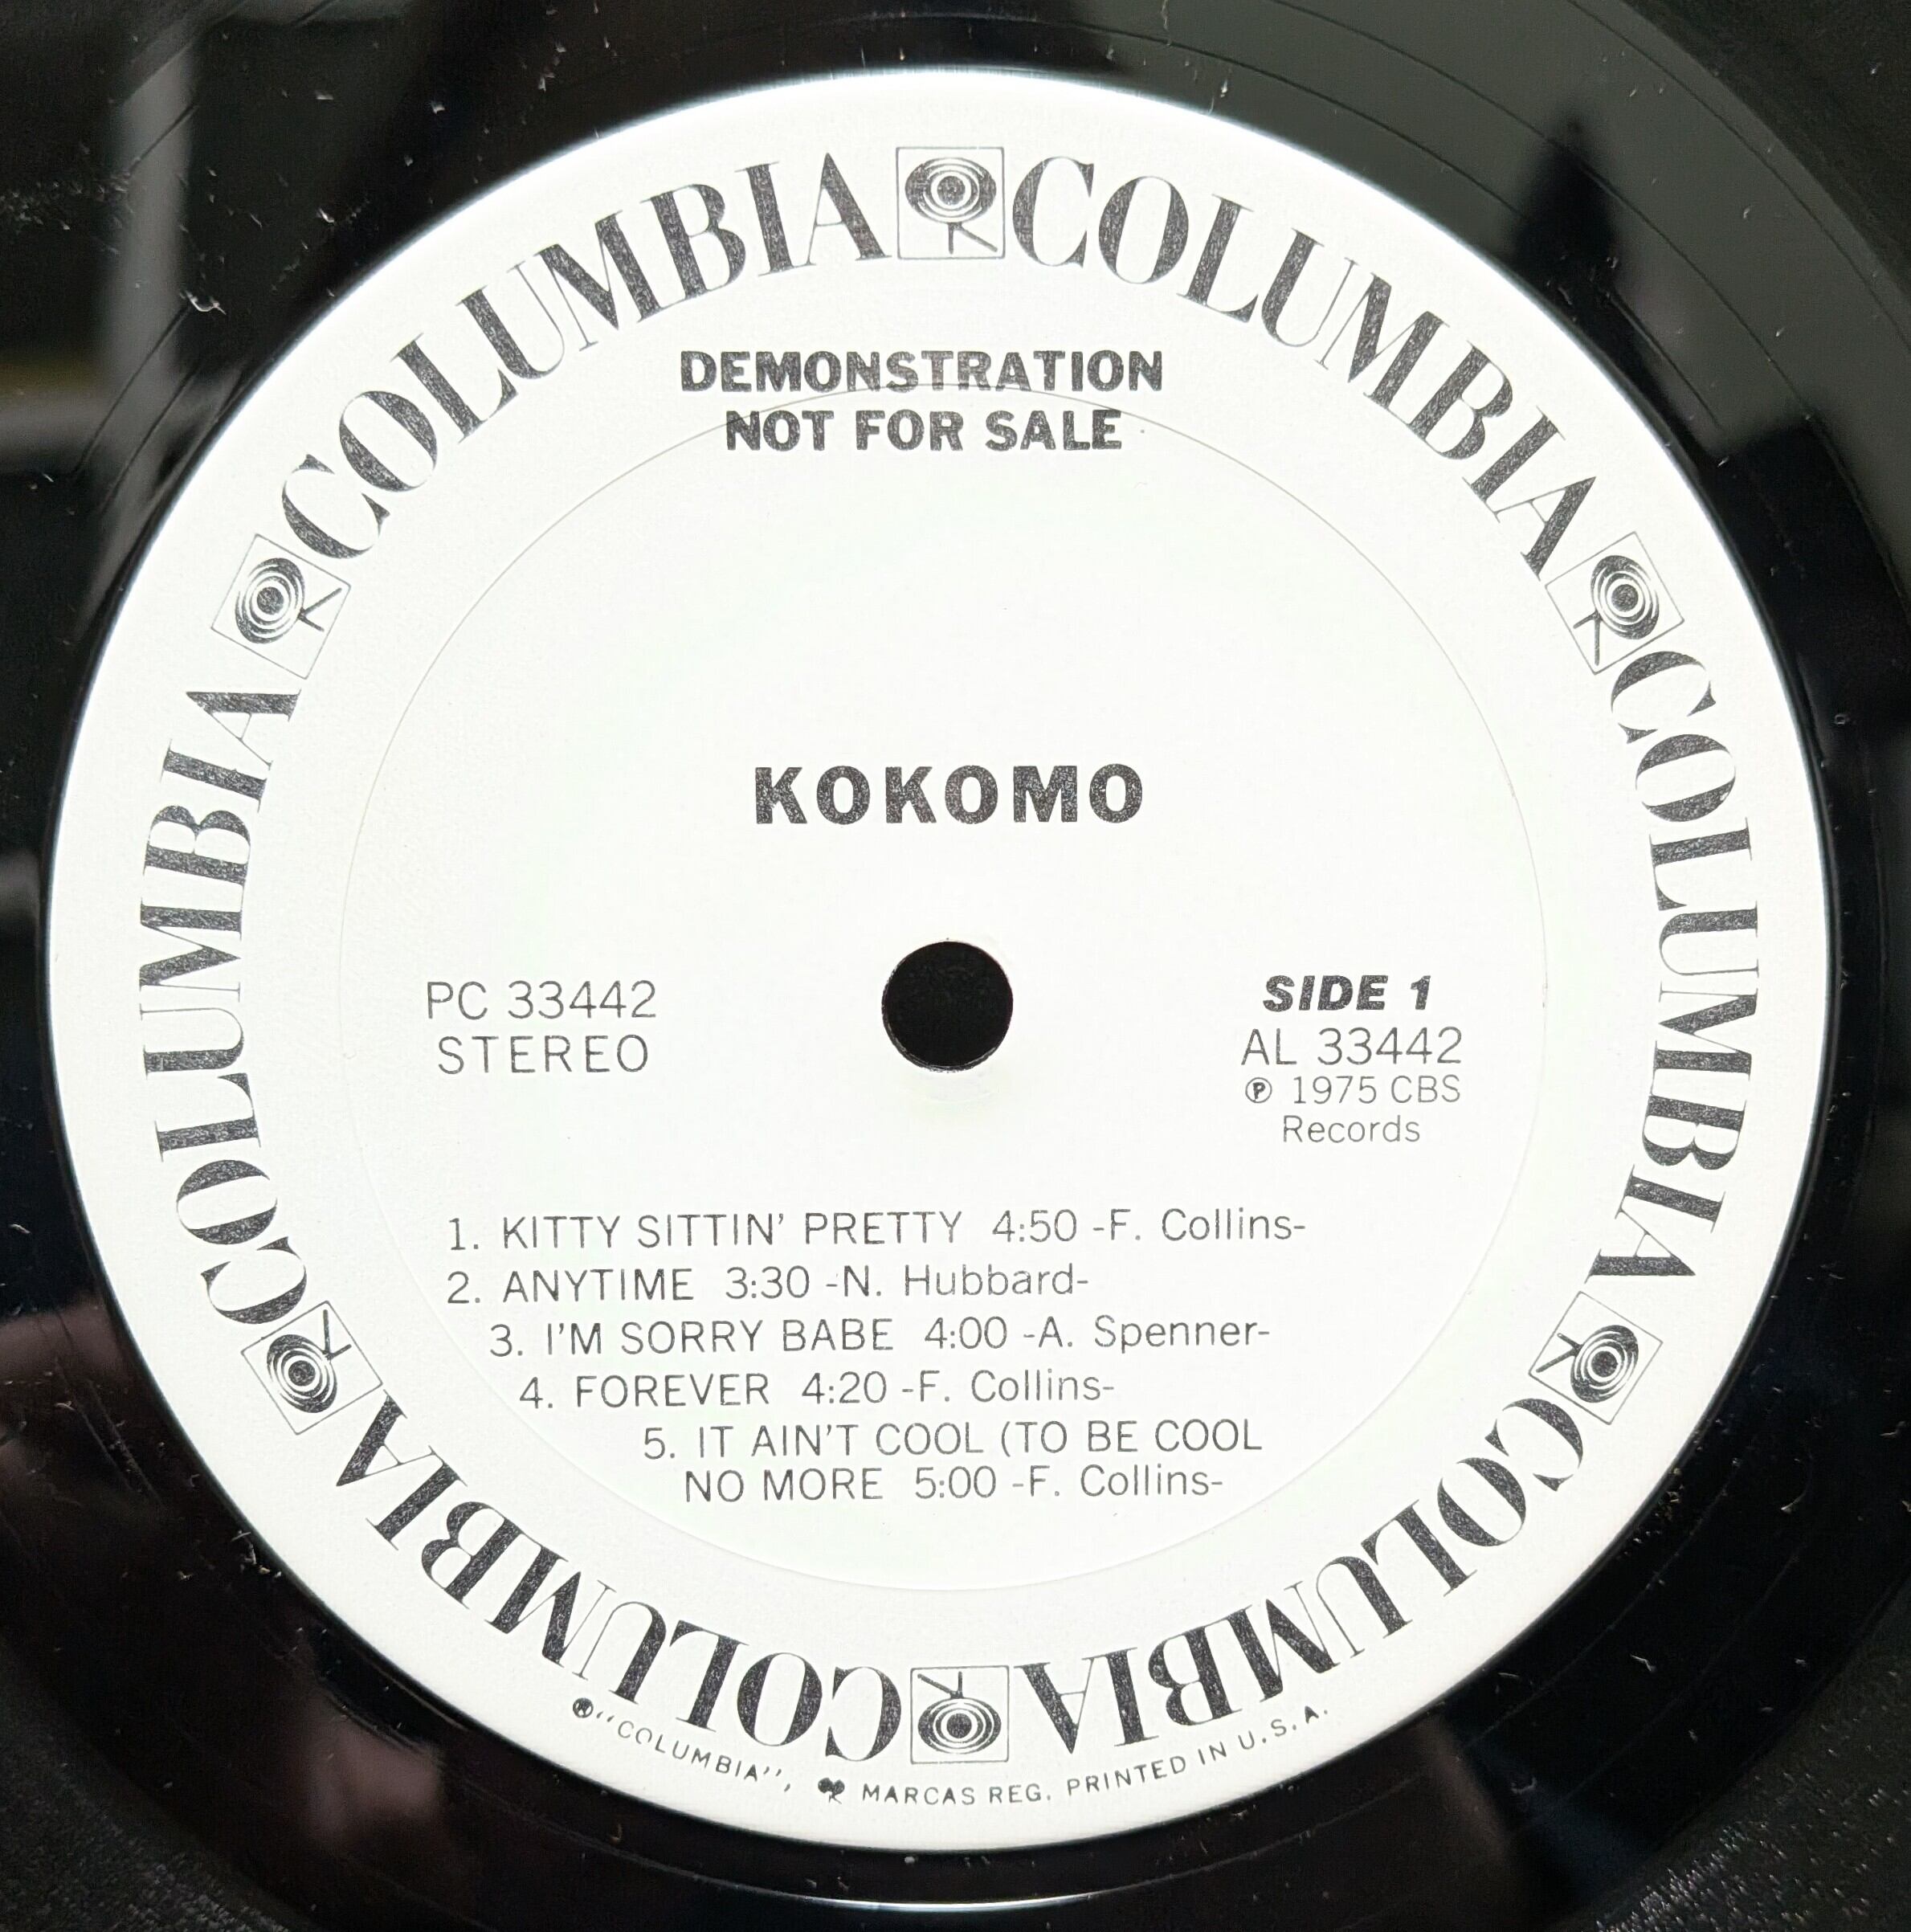 COLUMBIA COLUMBIA COLUMBIA COLUMBIA COLUMBIA COLUMBIA
DEMONSTRATION
NOT FOR SALE
KOKOMO
PC 33442
STEREO
SIDE 1
AL 33442
℗ 1975 CBS
Records
1. KITTY SITTIN' PRETTY 4:50 -F. Collins-
2. ANYTIME 3:30 -N. Hubbard-
3. I'M SORRY BABE 4:00 -A. Spenner-
4. FOREVER 4:20 -F. Collins-
5. IT AIN'T COOL (TO BE COOL
NO MORE 5:00 -F. Collins-
®"COLUMBIA", MARCAS REG. PRINTED IN U.S.A.